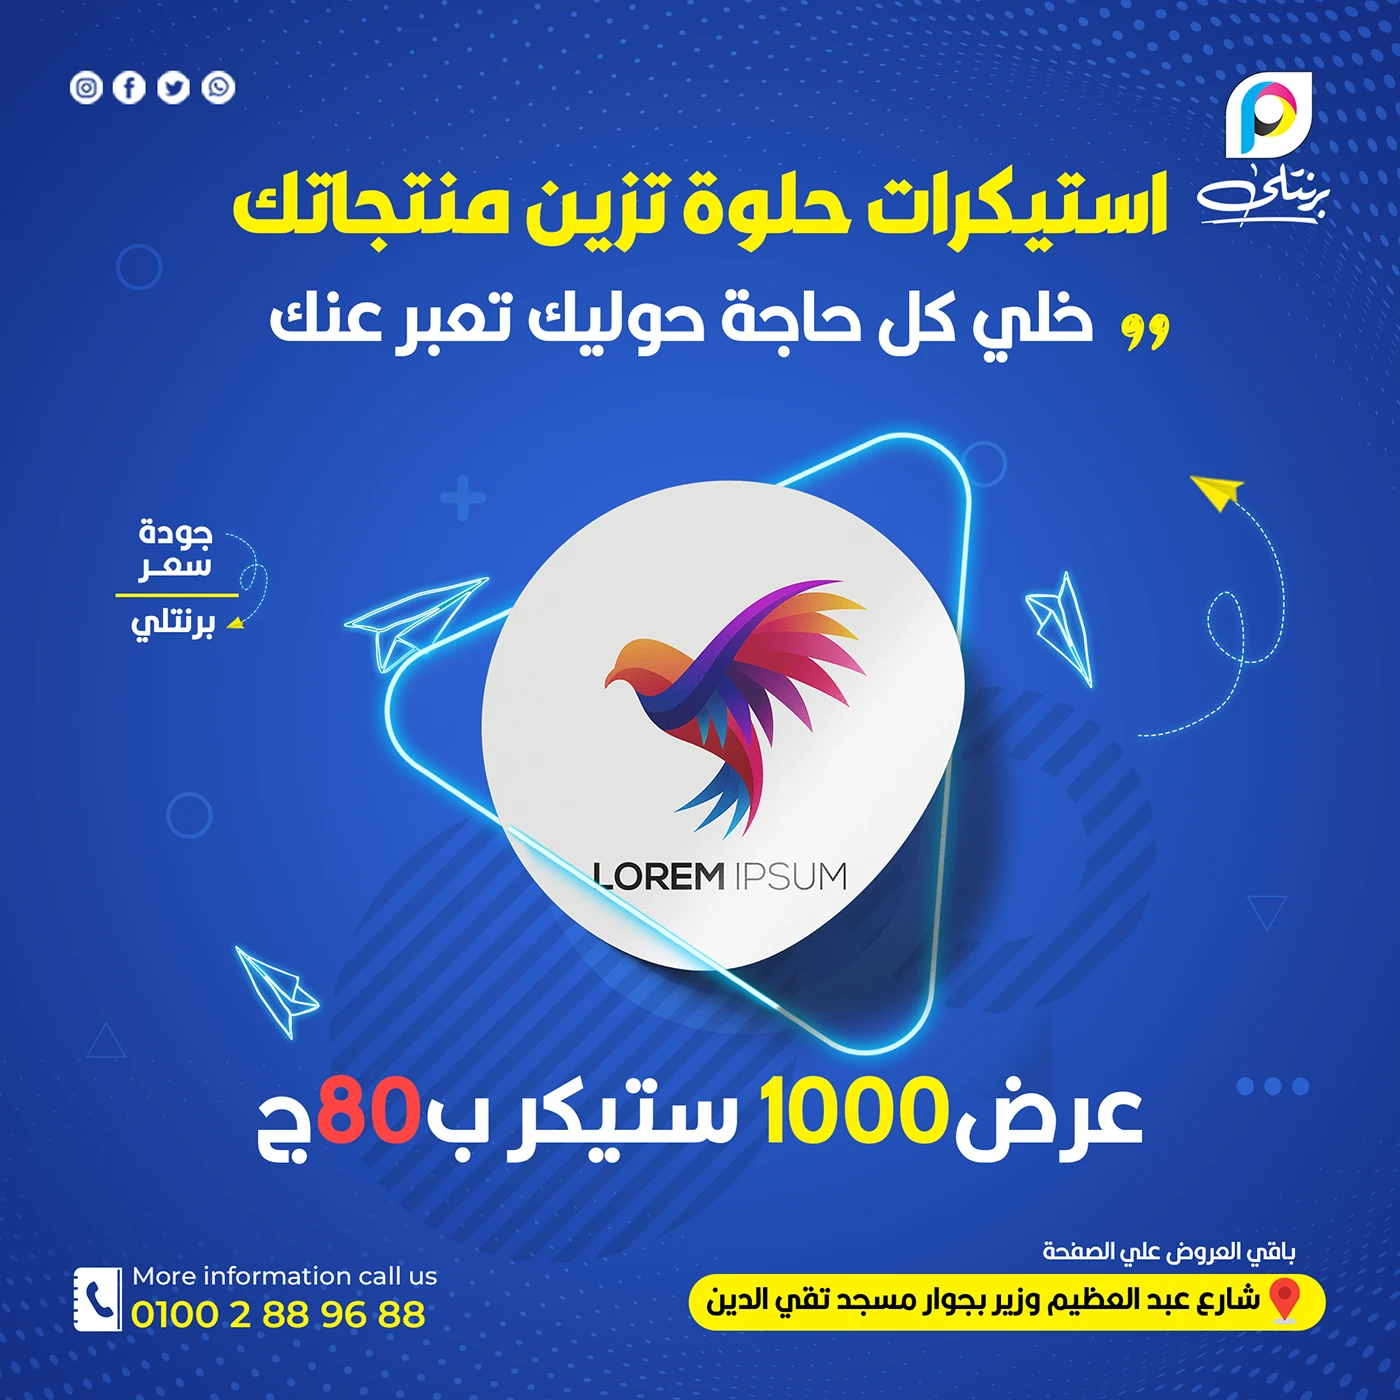 برنتلي
استيكرات حلوة تزين منتجاتك
" خلي كل حاجة حوليك تعبر عنك
جودة
سعر
برنتلي
LOREM IPSUM
عرض 1000 ستيكر ب80ج
باقي العروض علي الصفحة
شارع عبد العظيم وزير بجوار مسجد تقي الدين
More information call us
0100 2 88 96 88